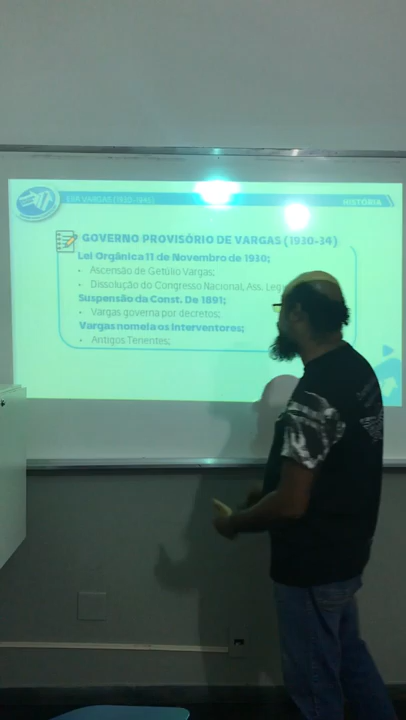 ERA VARGAS (1930-1945)
HISTÓRIA
GOVERNO PROVISÓRIO DE VARGAS (1930-34)
Lei Orgânica 11 de Novembro de 1930;
• Ascensão de Getúlio Vargas;
• Dissolução do Congresso Nacional, Ass. Legi
Suspensão da Const. De 1891;
• Vargas governa por decretos;
Vargas nomeia os Interventores;
• Antigos Tenentes;